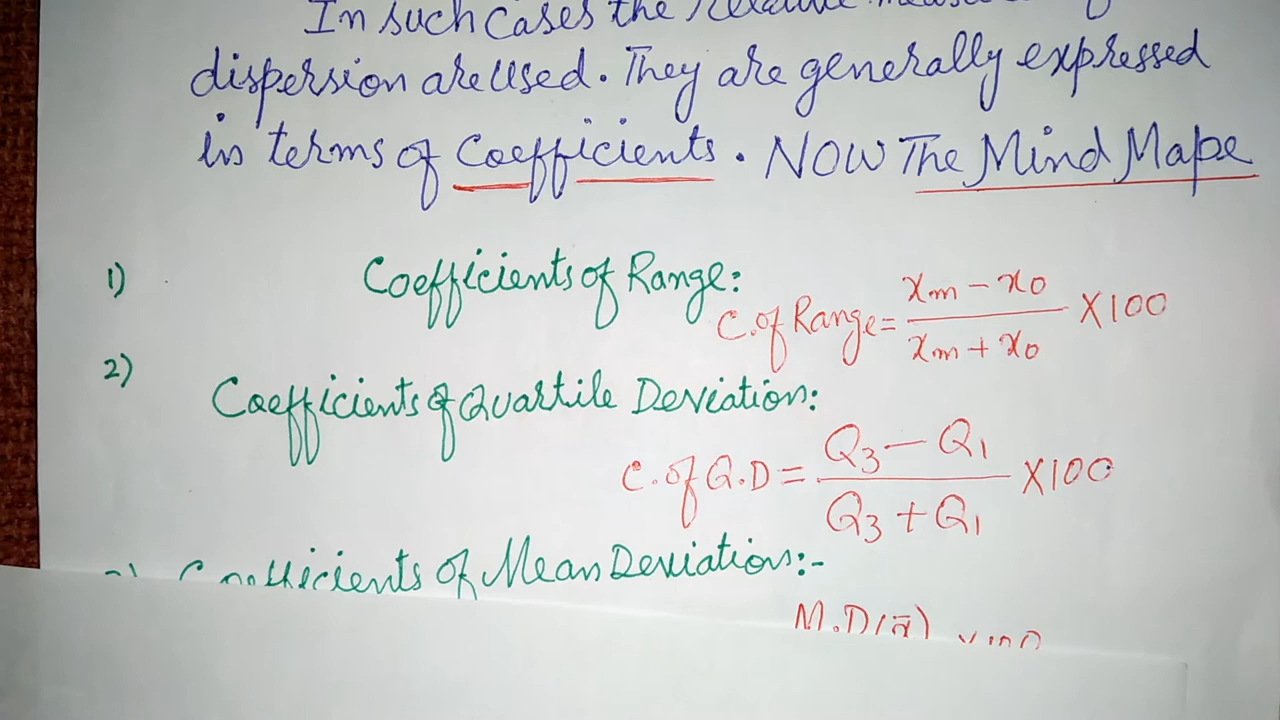 In such cases the relative
dispersion are used. They are generally expressed
in terms of Coefficients. NOW The Mind Mape
1) Coefficients of Range:
C. of Range = xm - x0 / xm + x0 X100
2)
Coefficients of Quartile Deviation:
C. of Q.D = Q3 - Q1 / Q3 + Q1 X100
Coefficients of Mean Deviation:-
M.D(x̄) X100